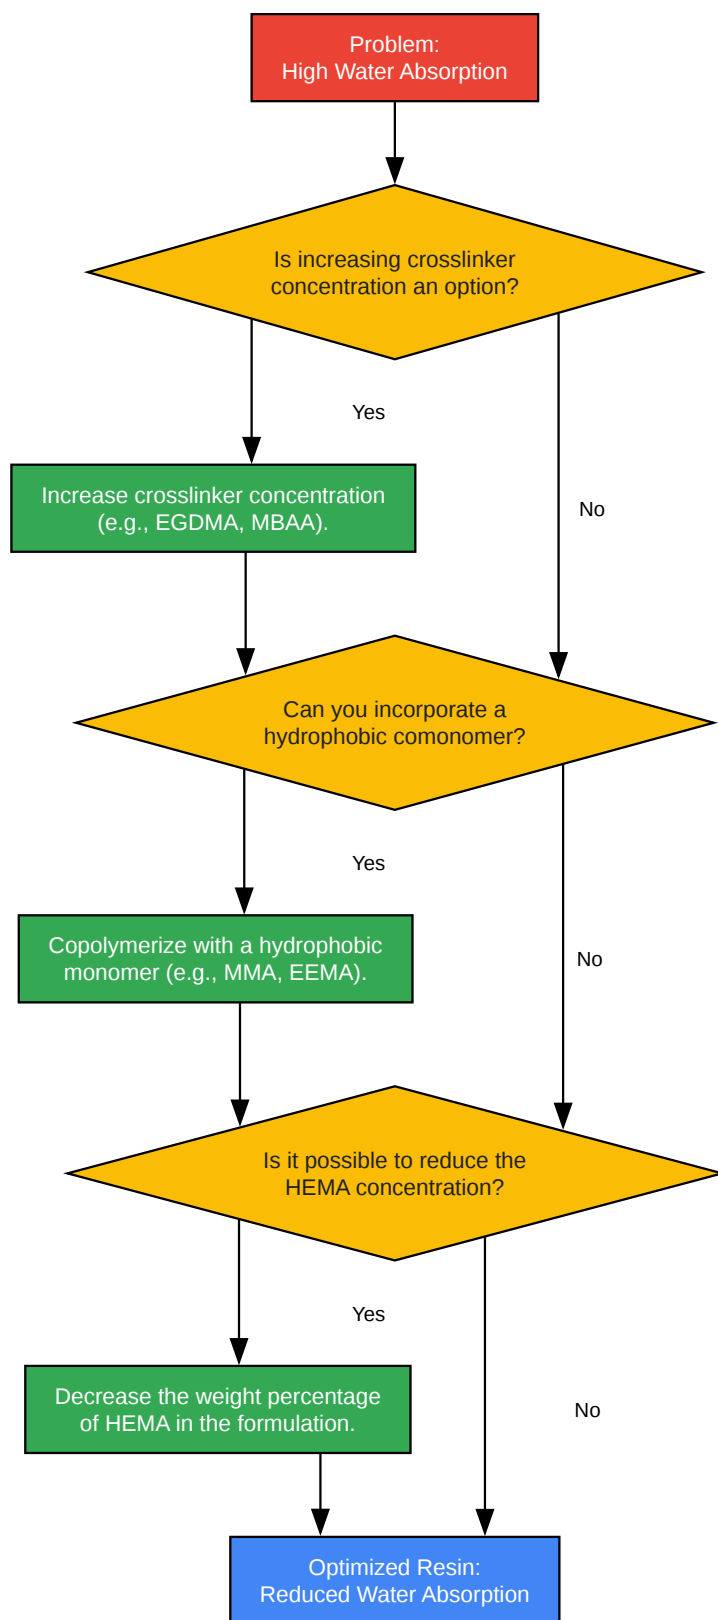 Problem:
High Water Absorption
Is increasing crosslinker
concentration an option?
Yes
Increase crosslinker concentration
(e.g., EGDMA, MBAA).
No
Can you incorporate a
hydrophobic comonomer?
Yes
Copolymerize with a hydrophobic
monomer (e.g., MMA, EEMA).
No
Is it possible to reduce the
HEMA concentration?
Yes
Decrease the weight percentage
of HEMA in the formulation.
No
Optimized Resin:
Reduced Water Absorption